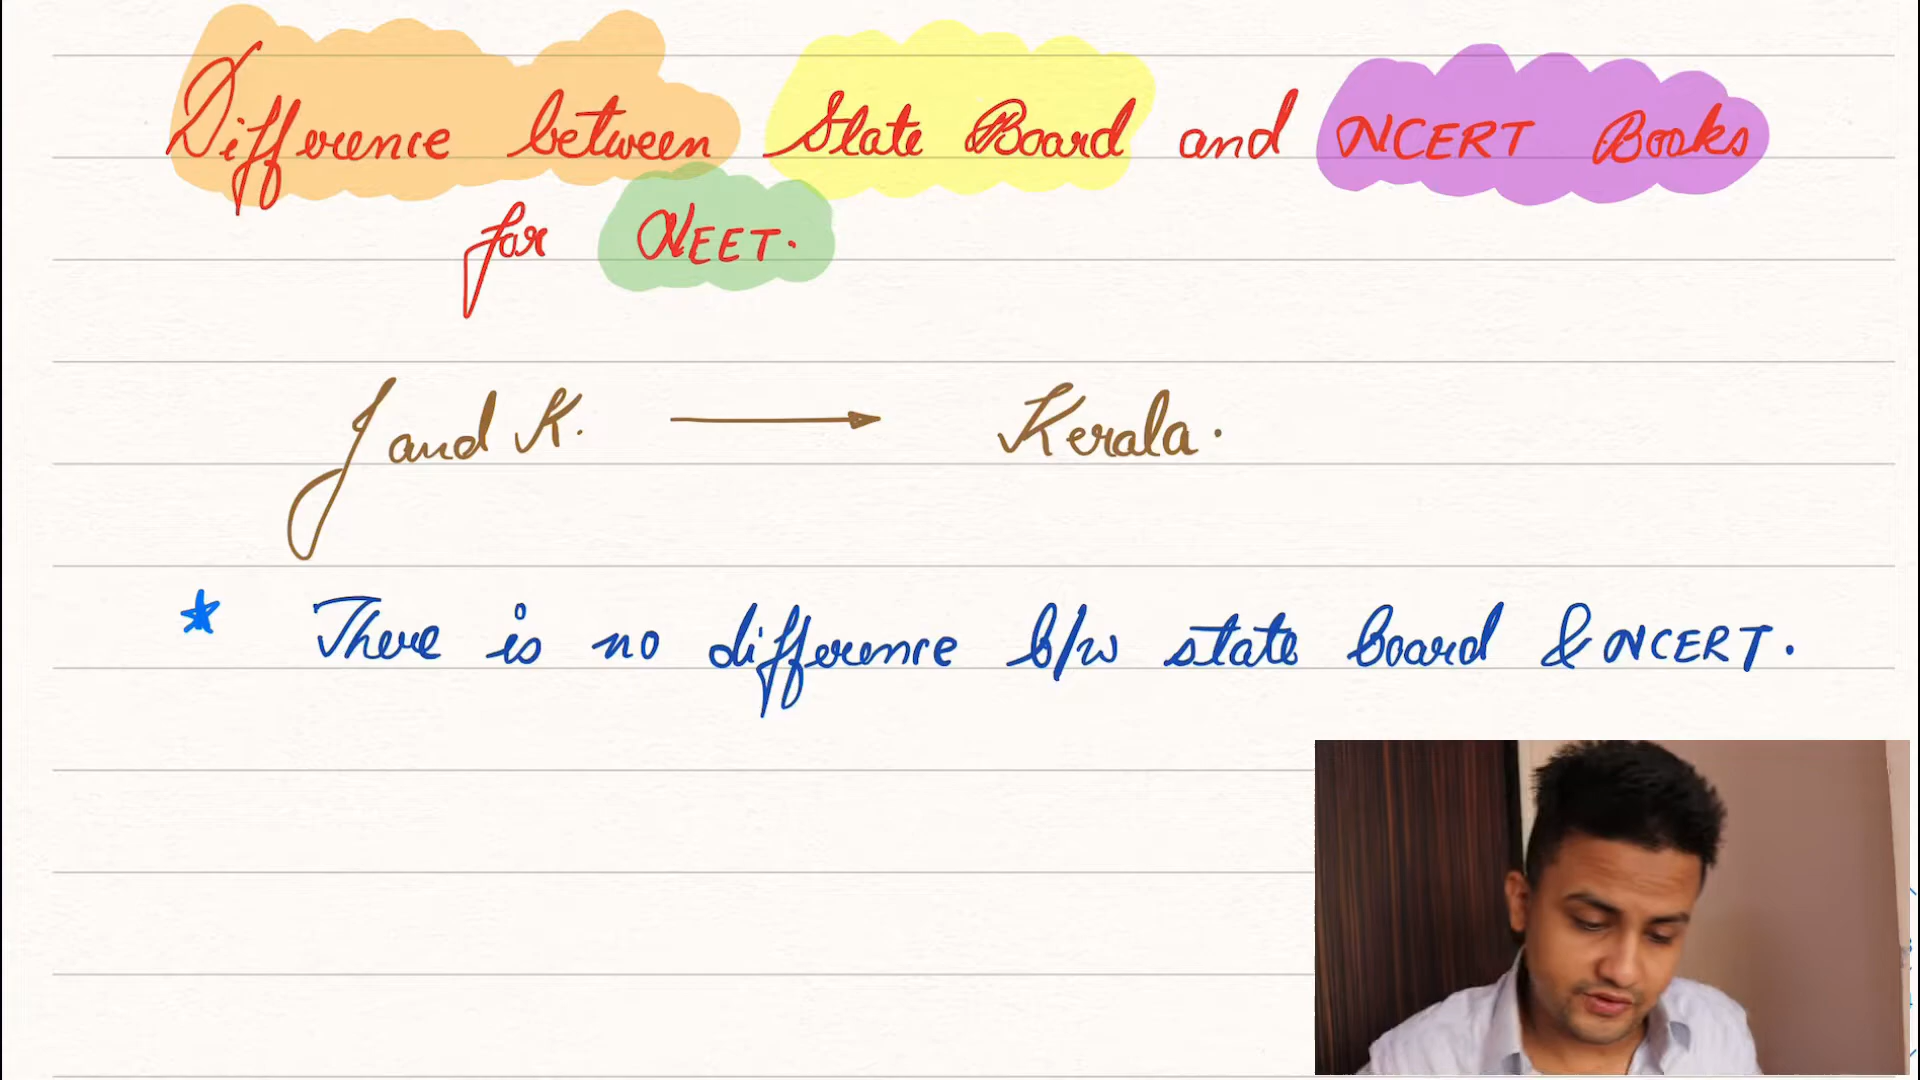 Difference between State Board and NCERT Books
for NEET.
J and K. → Kerala.
* There is no difference b/w state board & NCERT.